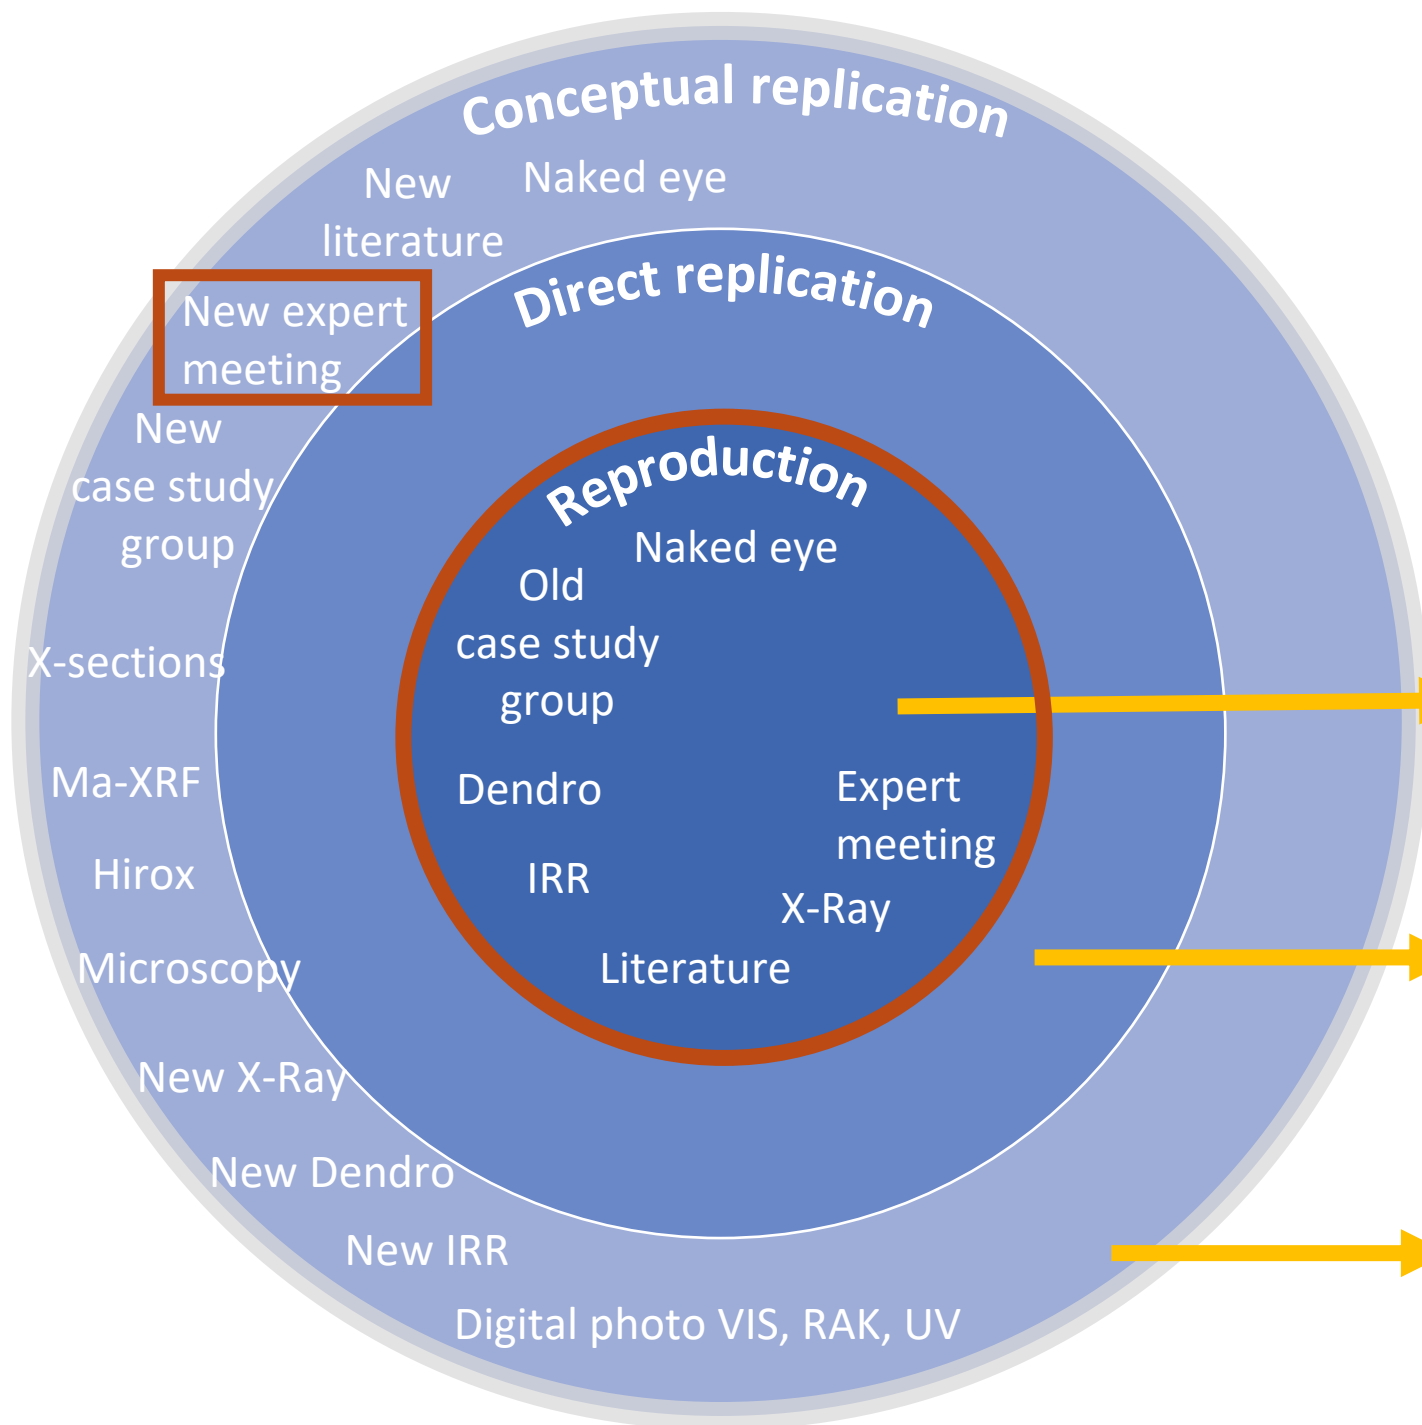 Conceptual replication
Naked eye
New
literature
New expert
meeting
New
case study
group
X-sections
Ma-XRF
Hirox
Microscopy
New X-Ray
New Dendro
New IRR
Digital photo VIS, RAK, UV
Direct replication
Reproduction
Naked eye
Old
case study
group
Dendro
IRR
Literature
X-Ray
Expert
meeting